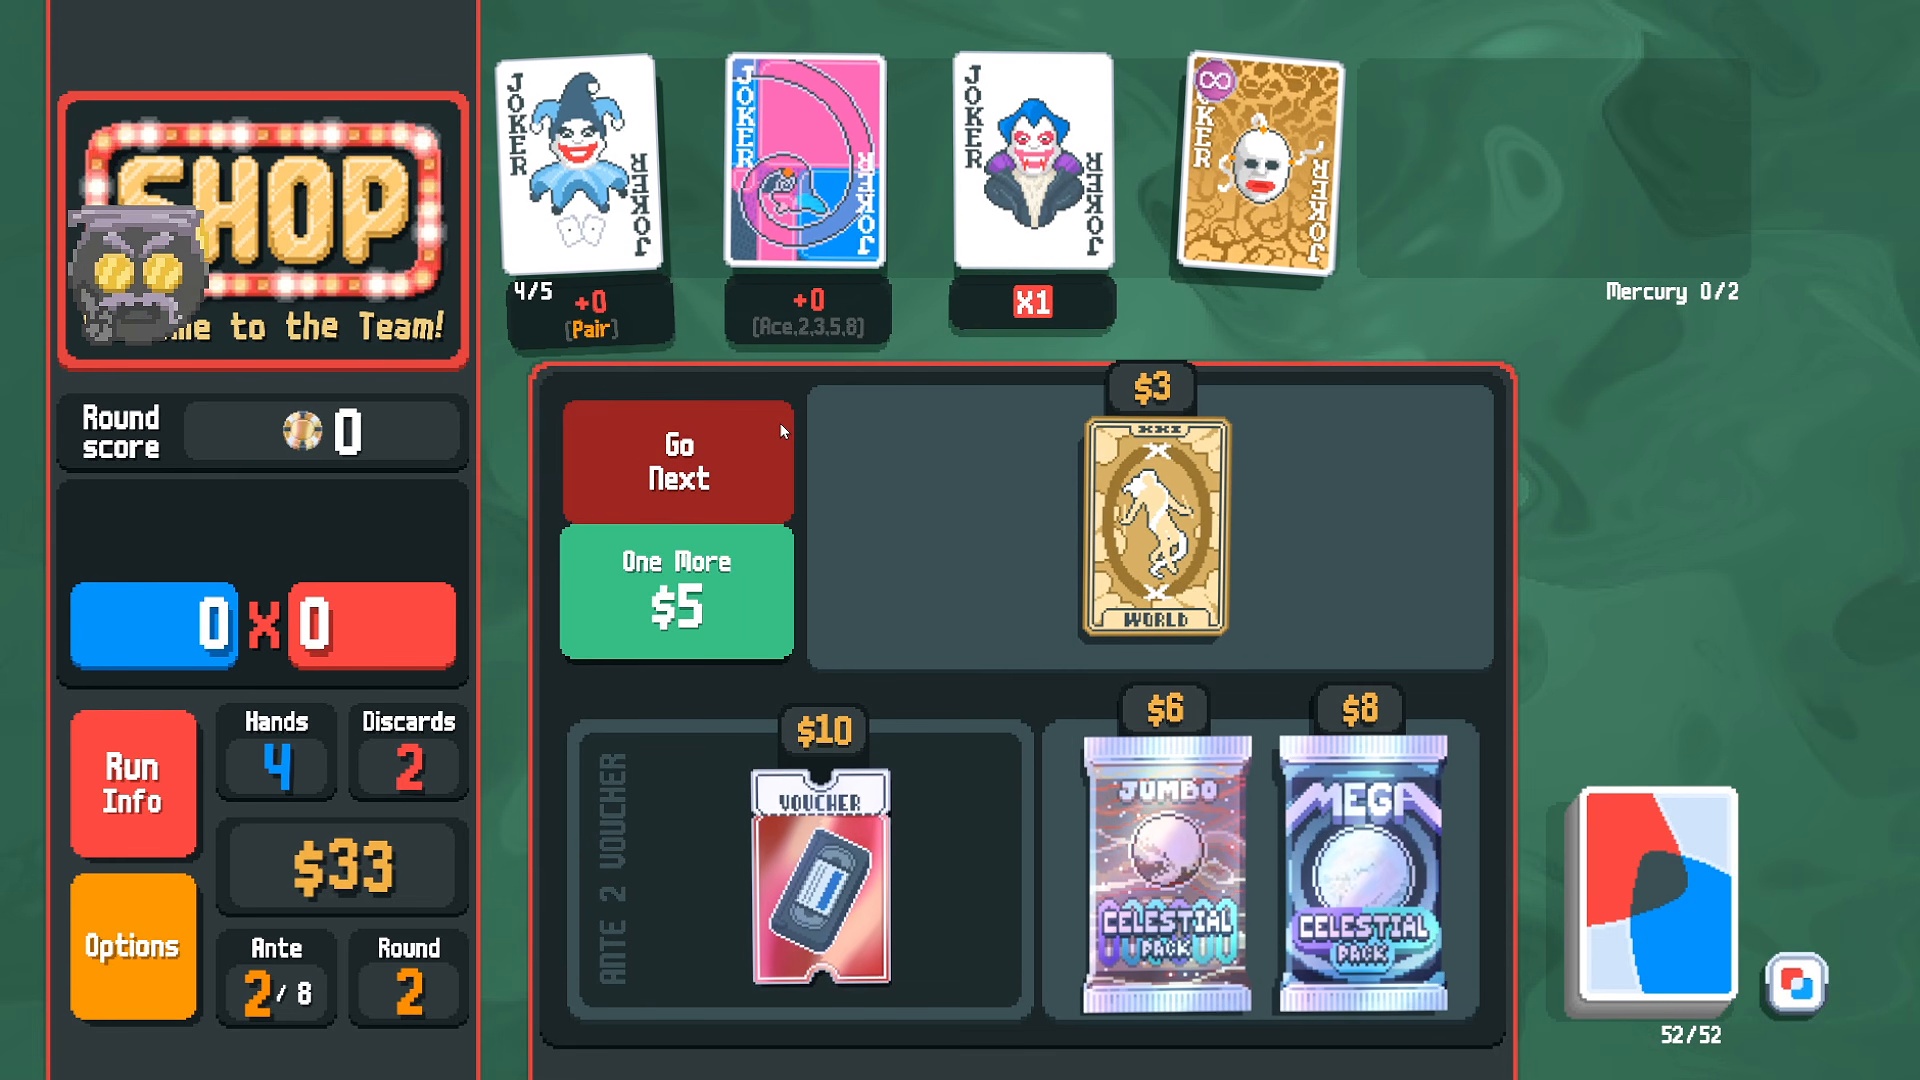 SHOP
me to the Team!
Round
score
0
0 X 0
Run
Info
Hands
4
Discards
2
$33
Options
Ante
2/ 8
Round
2
JOKER
JOKER
4/5
+0
(Pair)
JOKER
JOKER
+0
(Ace,2,3,5,8)
JOKER
JOKER
X1
KER
JOKER
Mercury 0/2
Go
Next
One More
$5
$3
XXI
WORLD
ANTE 2 VOUCHER
$10
VOUCHER
$6
JUMBO
CELESTIAL
PACK
$8
MEGA
CELESTIAL
PACK
52/52